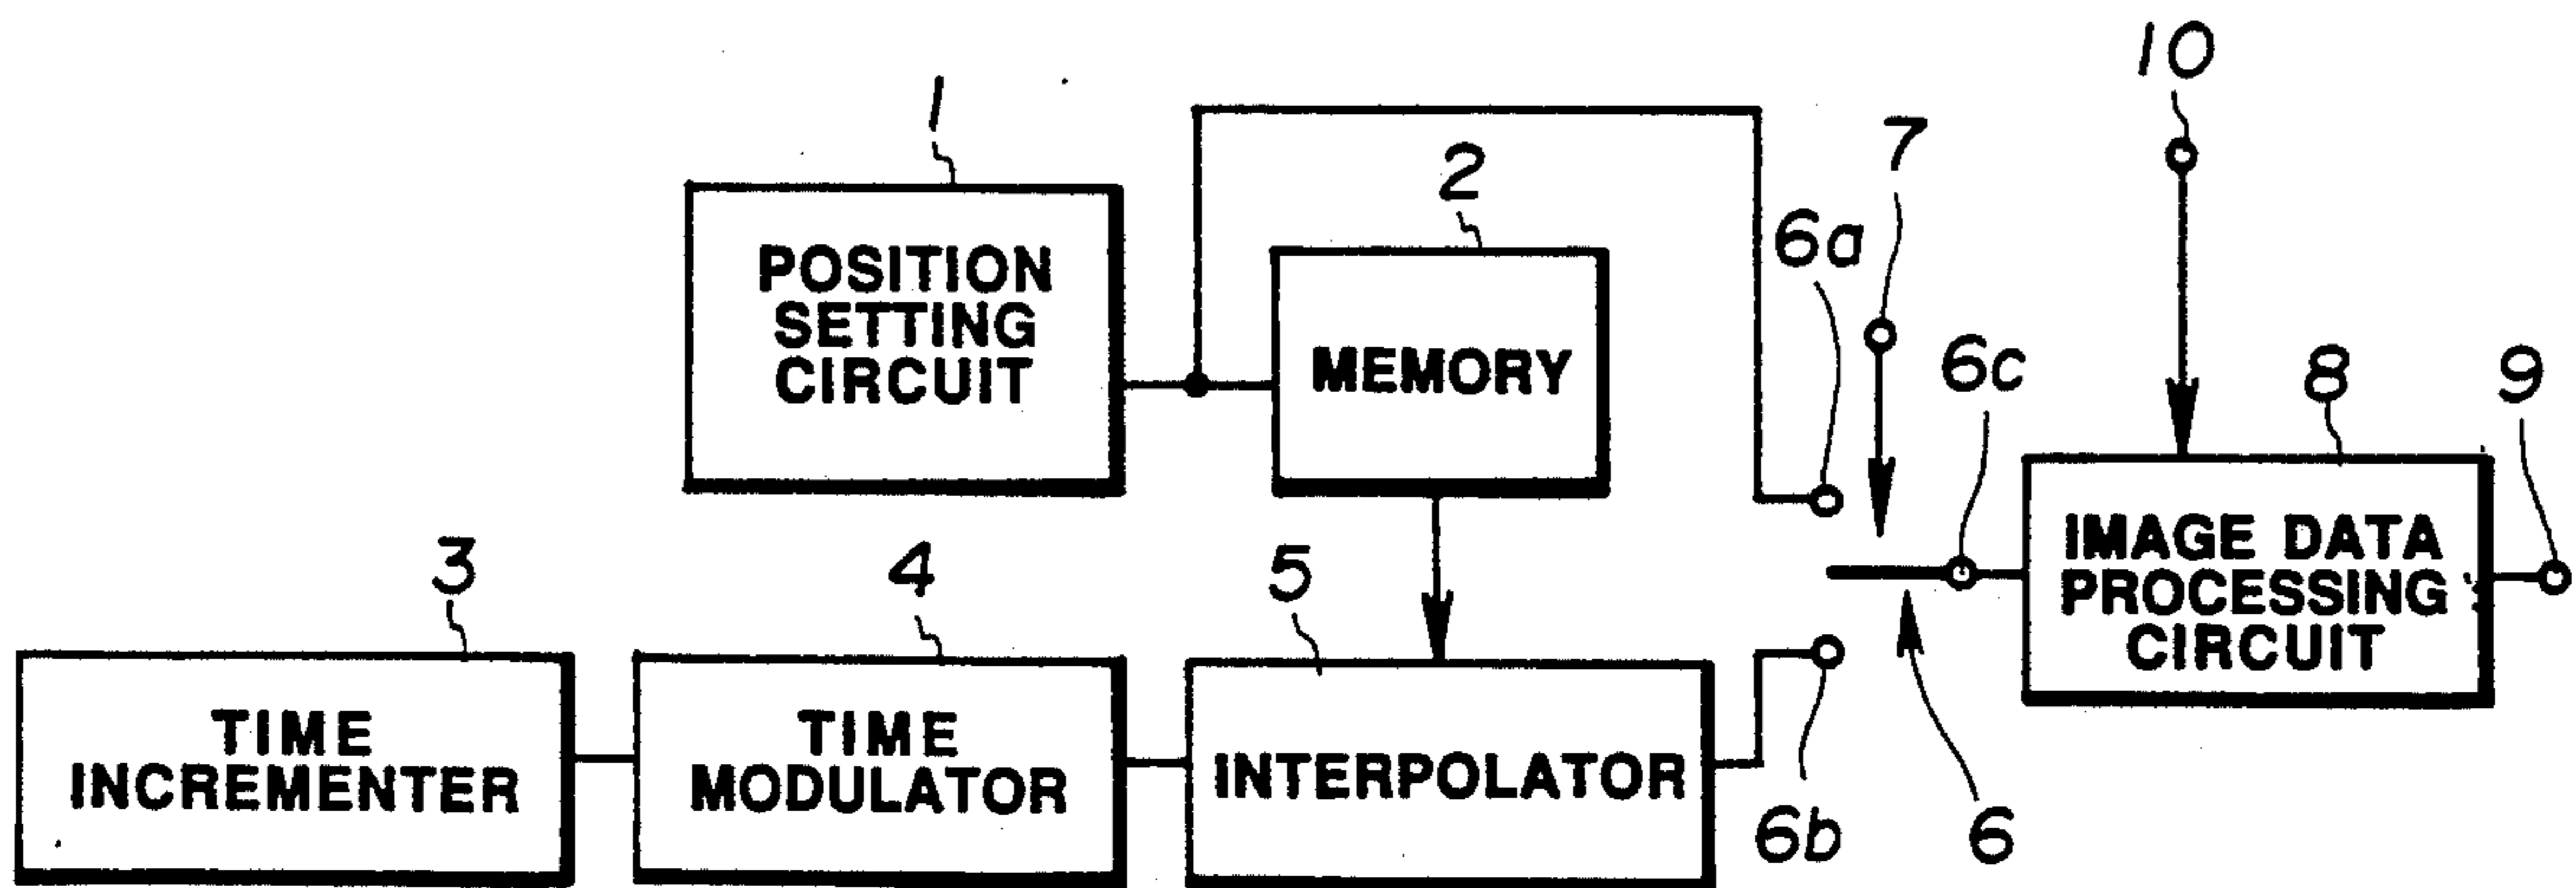 10
1
7
2
6a
POSITION
SETTING
CIRCUIT
MEMORY
6c
8
9
3
4
5
IMAGE DATA
PROCESSING
CIRCUIT
TIME
INCREMENTER
TIME
MODULATOR
INTERPOLATOR
6b
6